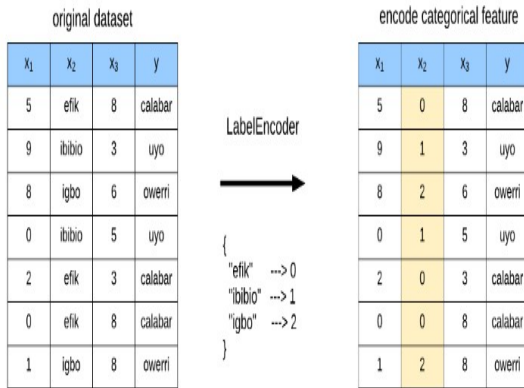 original dataset
x₁ x₂ x₃ y
5 efik 8 calabar
9 ibibio 3 uyo
8 igbo 6 owerri
0 ibibio 5 uyo
2 efik 3 calabar
0 efik 8 calabar
1 igbo 8 owerri
LabelEncoder
{
"efik" ---> 0
"ibibio" ---> 1
"igbo" ---> 2
}
encode categorical feature
x₁ x₂ x₃ y
5 0 8 calabar
9 1 3 uyo
8 2 6 owerri
0 1 5 uyo
2 0 3 calabar
0 0 8 calabar
1 2 8 owerri